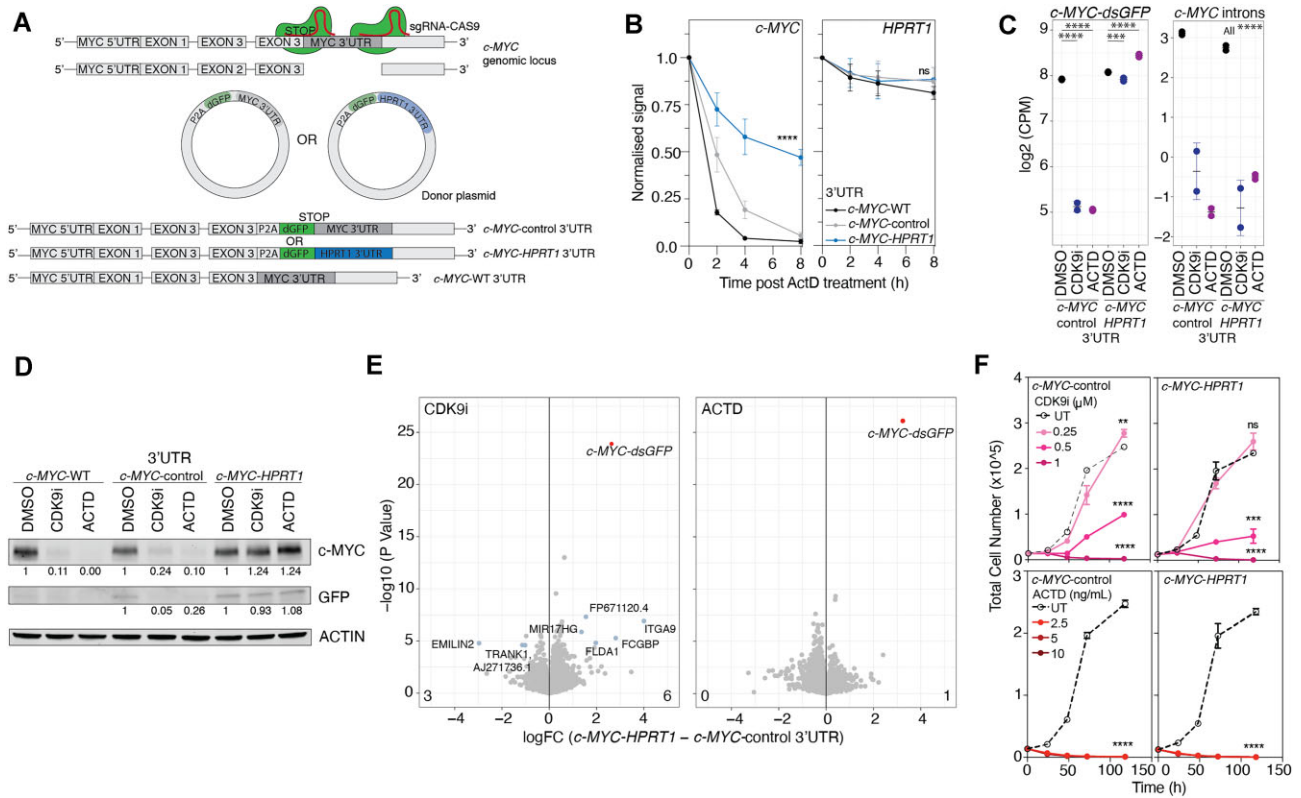 A
STOP
sgRNA-CAS9
5'- MYC 5'UTR EXON 1 EXON 3 EXON 3 MYC 3'UTR 3'
c-MYC
genomic locus
5'- MYC 5'UTR EXON 1 EXON 2 EXON 3 3'
P2A dGFP MYC 3'UTR
OR
P2A dGFP HPRT1 3'UTR
Donor plasmid
STOP
5'- MYC 5'UTR EXON 1 EXON 3 EXON 3 P2A dGFP MYC 3'UTR -3' c-MYC-control 3'UTR
OR
5'- MYC 5'UTR EXON 1 EXON 3 EXON 3 P2A dGFP HPRT1 3'UTR -3' c-MYC-HPRT1 3'UTR
5'- MYC 5'UTR EXON 1 EXON 3 EXON 3 MYC 3'UTR -3' c-MYC-WT 3'UTR
B
c-MYC
HPRT1
Normalised signal
1.0
0.75
0.50
0.25
0.0
****
ns
3'UTR
c-MYC-WT
c-MYC-control
c-MYC-HPRT1
0 2 4 6 8 0 2 4 6 8
Time post ActD treatment (h)
C
c-MYC-dsGFP
c-MYC introns
**** ****
**** ***
All ****
log2 (CPM)
9
8
7
6
5
3
2
1
0
−1
−2
DMSO CDK9i ACTD DMSO CDK9i ACTD
c-MYC control c-MYC HPRT1
3'UTR
DMSO CDK9i ACTD DMSO CDK9i ACTD
c-MYC control c-MYC HPRT1
3'UTR
D
3'UTR
c-MYC-WT c-MYC-control c-MYC-HPRT1
DMSO CDK9i ACTD DMSO CDK9i ACTD DMSO CDK9i ACTD
c-MYC
1 0.11 0.00 1 0.24 0.10 1 1.24 1.24
GFP
1 0.05 0.26 1 0.93 1.08
ACTIN
E
CDK9i
ACTD
−log10 (P Value)
25
20
15
10
5
0
c-MYC-dsGFP
c-MYC-dsGFP
FP671120.4
MIR17HG
ITGA9
EMILIN2
FCGBP
TRANK1,
FLDA1
AJ271736.1
3 6
0 1
−4 −2 0 2 4 −4 −2 0 2 4
logFC (c-MYC-HPRT1 − c-MYC-control 3'UTR)
F
Total Cell Number (x10^5)
c-MYC-control
CDK9i (μM)
UT
0.25
0.5
1
**
****
****
c-MYC-HPRT1
ns
***
****
4
3
2
1
0
c-MYC-control
ACTD (ng/mL)
UT
2.5
5
10
****
c-MYC-HPRT1
****
3
2
1
0
0 50 100 150 0 50 100 150
Time (h)